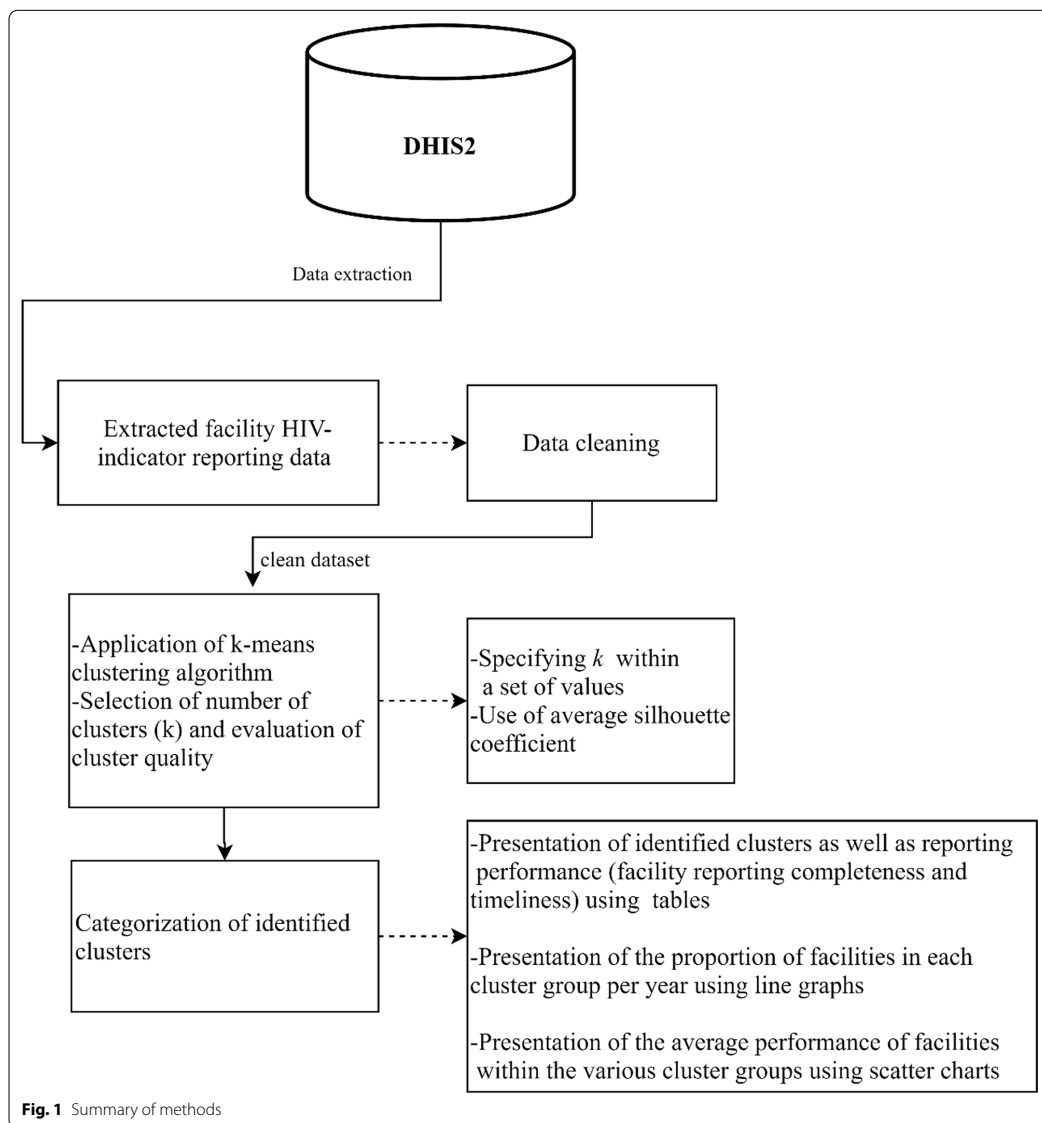 DHIS2
Data extraction
Extracted facility HIV-
indicator reporting data
Data cleaning
clean dataset
-Application of k-means
clustering algorithm
-Selection of number of
clusters (k) and evaluation of
cluster quality
-Specifying k within
a set of values
-Use of average silhouette
coefficient
Categorization of identified
clusters
-Presentation of identified clusters as well as reporting
performance (facility reporting completeness and
timeliness) using tables
-Presentation of the proportion of facilities in each
cluster group per year using line graphs
-Presentation of the average performance of facilities
within the various cluster groups using scatter charts
Fig. 1 Summary of methods